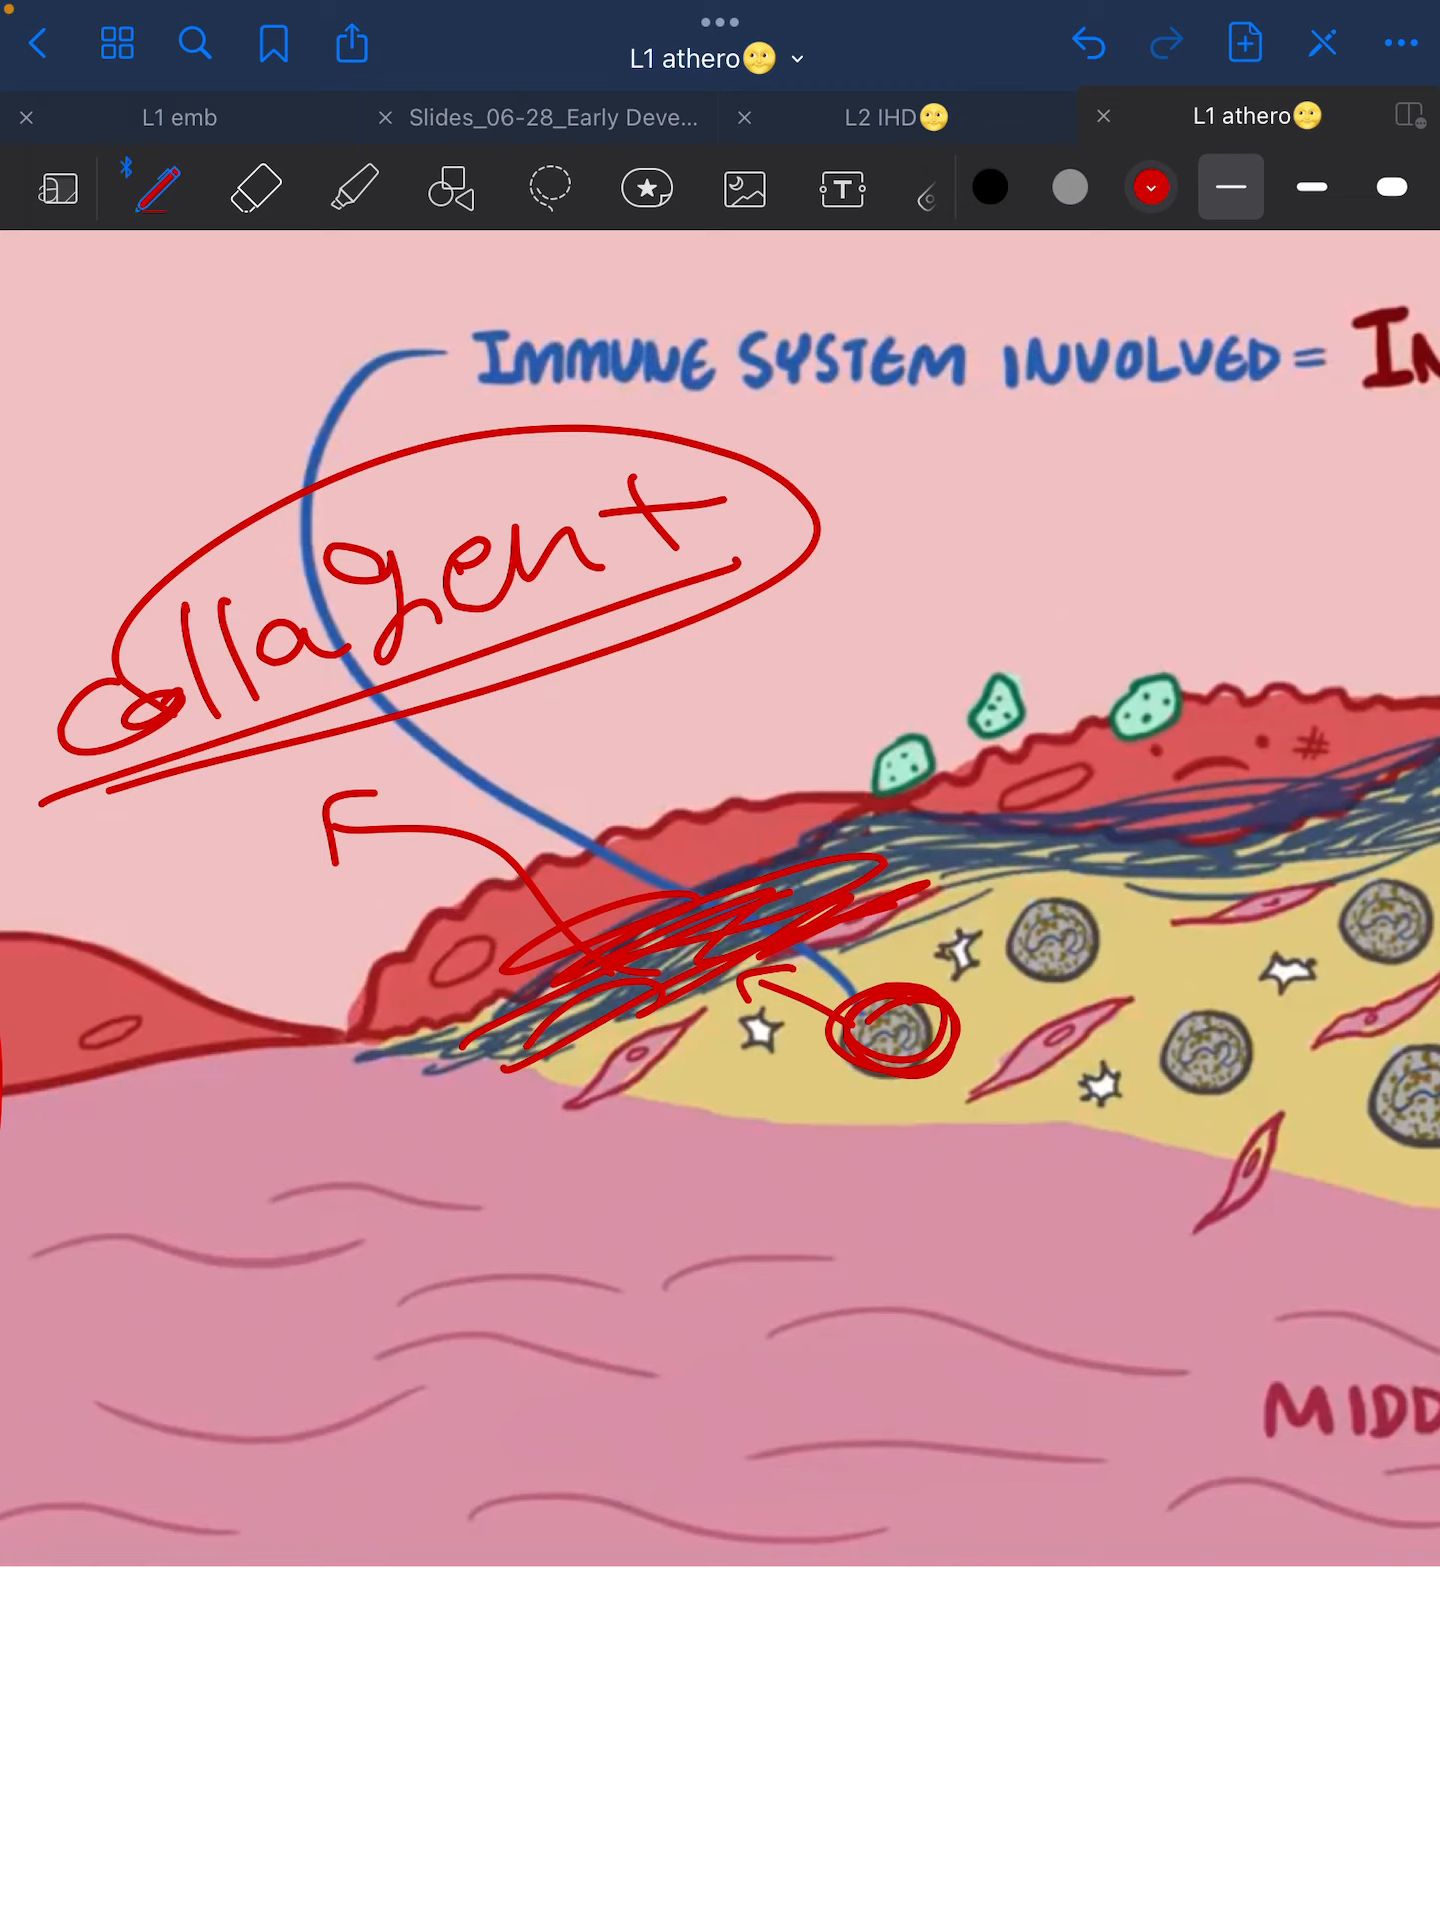 L1 athero🌝
L1 emb
Slides_06-28_Early Deve...
L2 IHD🌝
L1 athero🌝
T
IMMUNE SYSTEM INVOLVED = IN
Collagent
#
MIDD